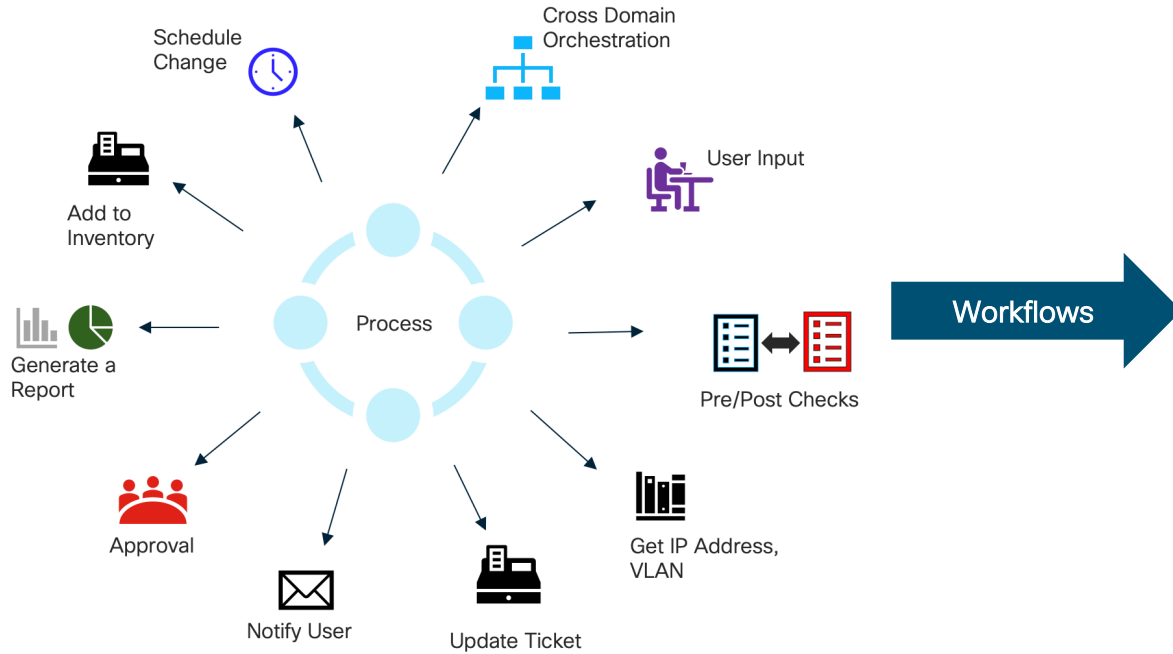 Cross Domain
Orchestration
Schedule
Change
User Input
Add to
Inventory
Workflows
Process
Generate a
Report
Pre/Post Checks
Approval
Get IP Address,
VLAN
Notify User
Update Ticket